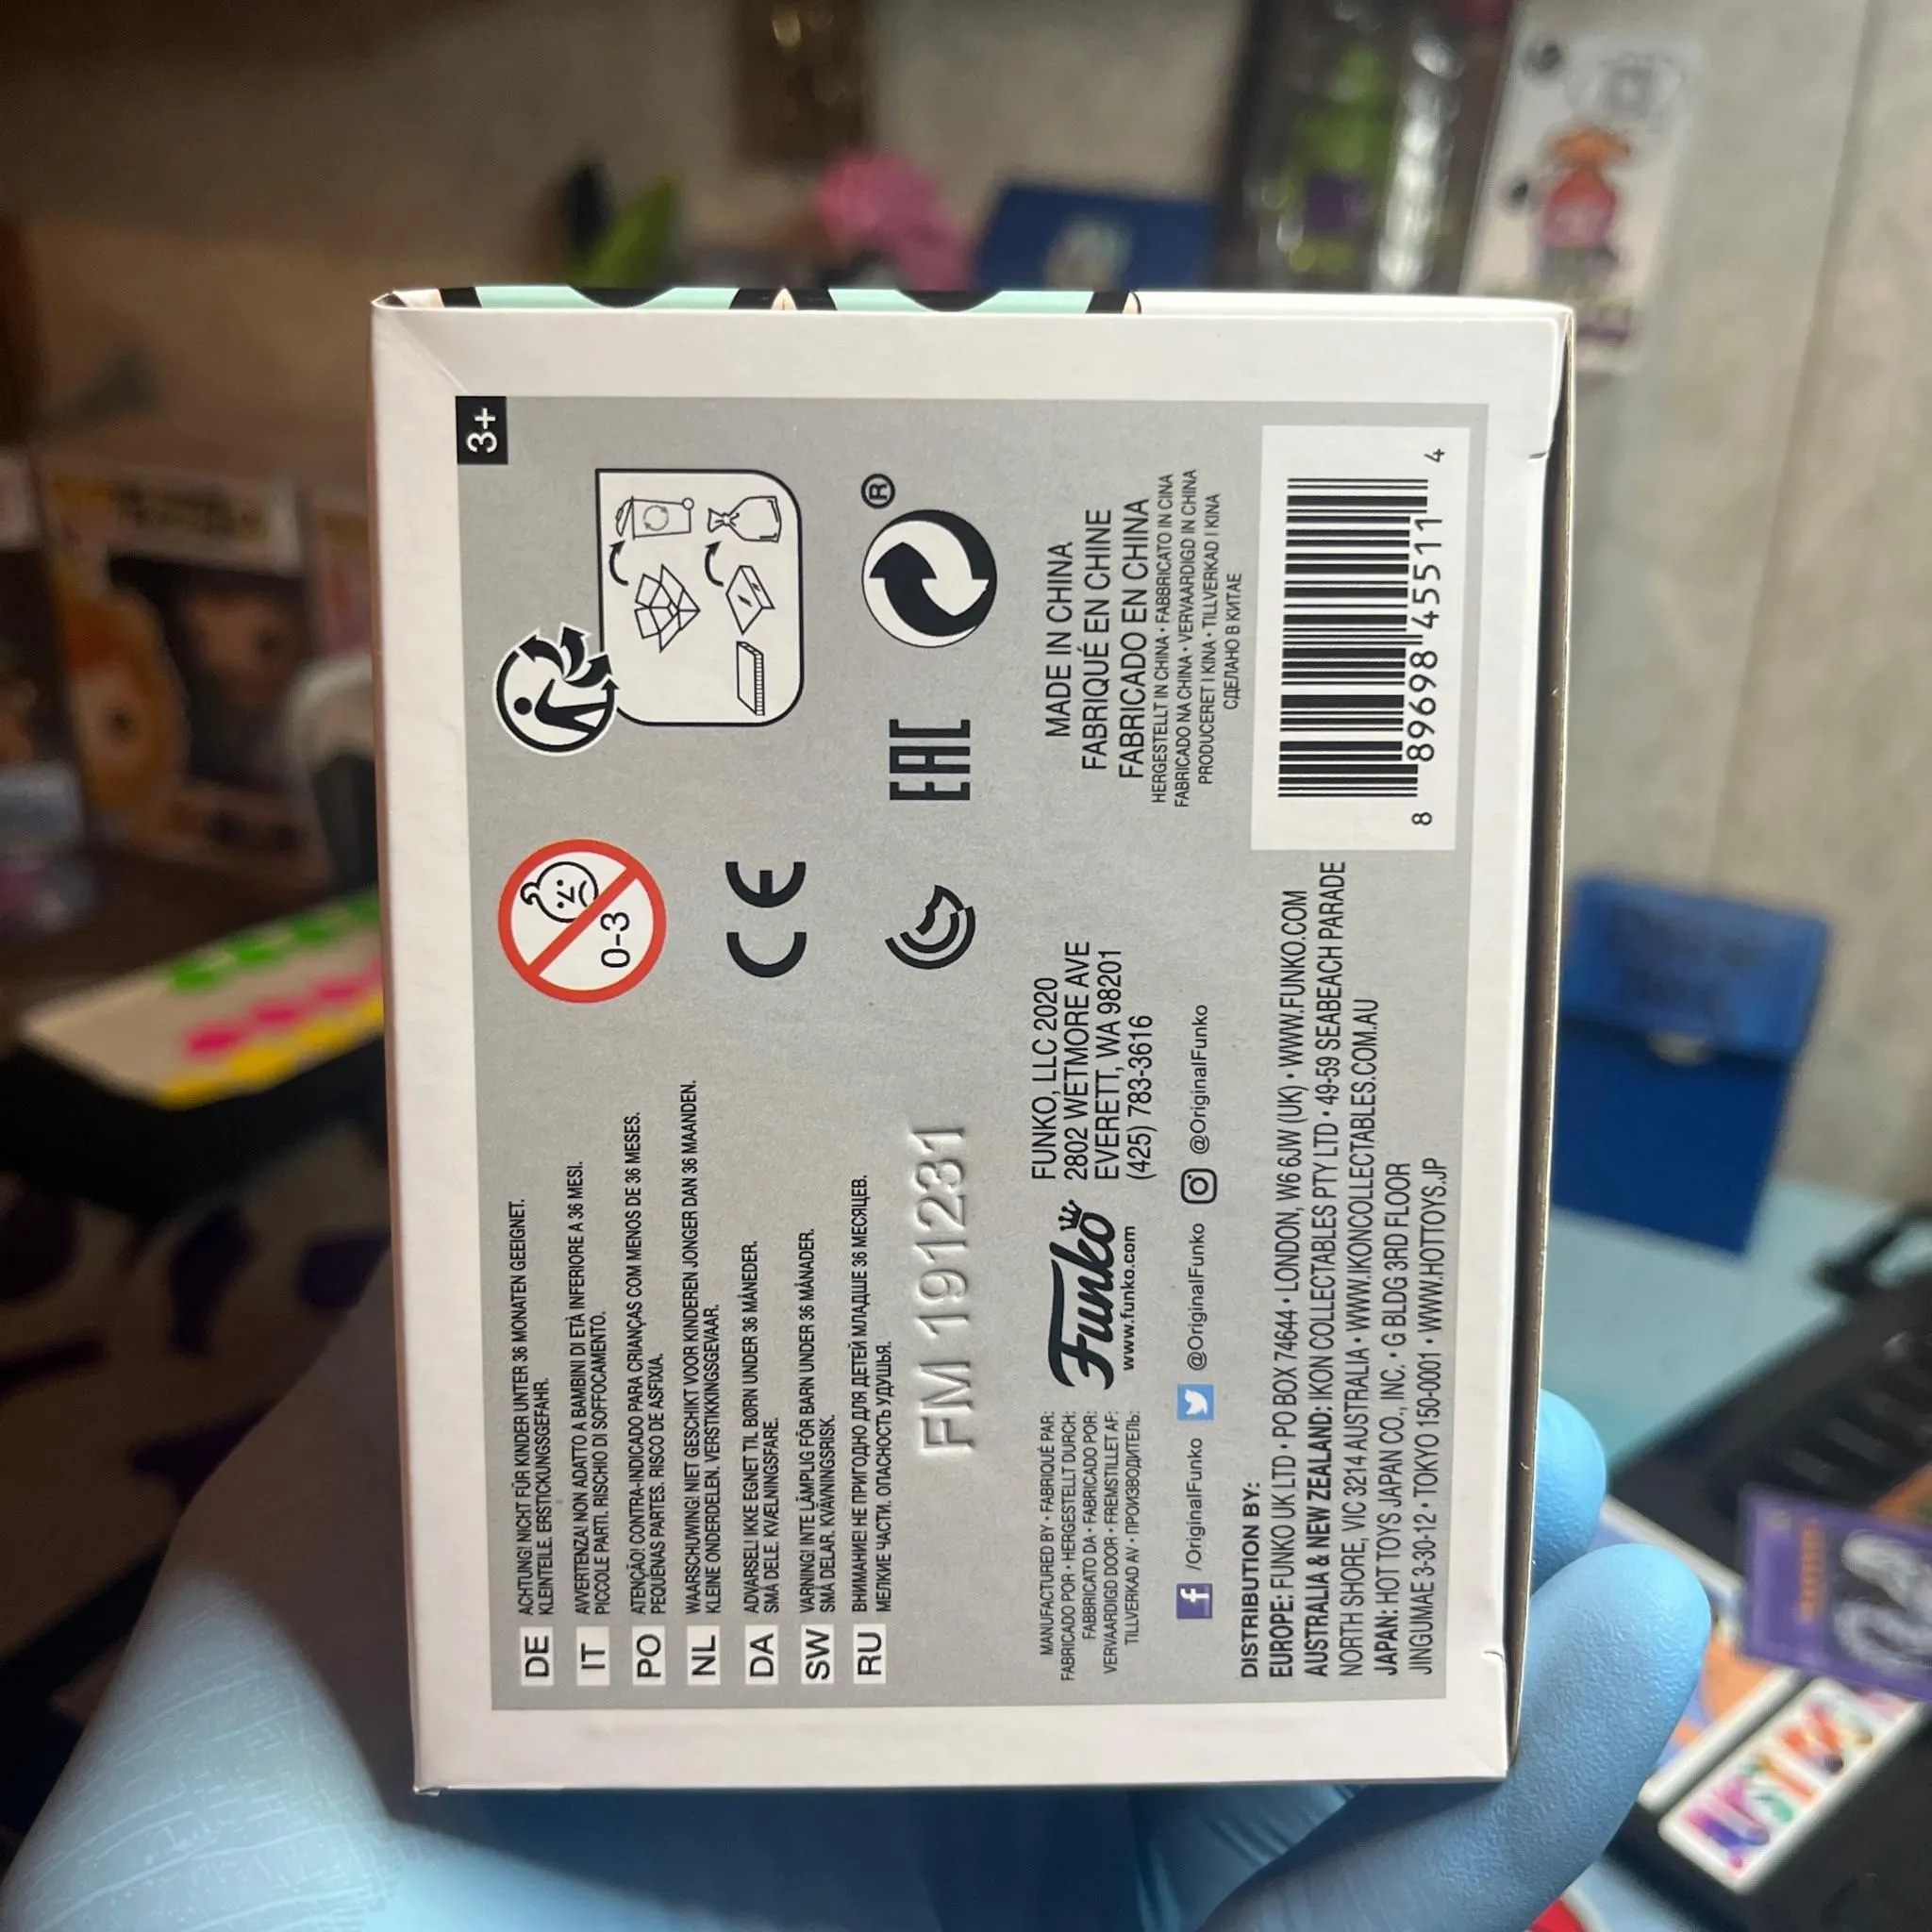 3+
0-3
CE
EAC
®
DE ACHTUNG! NICHT FÜR KINDER UNTER 36 MONATEN GEEIGNET.
KLEINTEILE. ERSTICKUNGSGEFAHR.
IT AVVERTENZA! NON ADATTO A BAMBINI DI ETÀ INFERIORE A 36 MESI.
PICCOLE PARTI. RISCHIO DI SOFFOCAMENTO.
PO ATENÇÃO! CONTRA-INDICADO PARA CRIANÇAS COM MENOS DE 36 MESES.
PEQUENAS PARTES. RISCO DE ASFIXIA.
NL WAARSCHUWING! NIET GESCHIKT VOOR KINDEREN JONGER DAN 36 MAANDEN.
KLEINE ONDERDELEN. VERSTIKKINGSGEVAAR.
DA ADVARSEL! IKKE EGNET TIL BØRN UNDER 36 MÅNEDER.
SMÅ DELE. KVÆLNINGSFARE.
SW VARNING! INTE LÄMPLIG FÖR BARN UNDER 36 MÅNADER.
SMÅ DELAR. KVÄVNINGSRISK.
RU ВНИМАНИЕ! НЕ ПРИГОДНО ДЛЯ ДЕТЕЙ МЛАДШЕ 36 МЕСЯЦЕВ.
МЕЛКИЕ ЧАСТИ. ОПАСНОСТЬ УДУШЬЯ.
FM 191231
MANUFACTURED BY • FABRIQUÉ PAR:
FABRICADO POR • HERGESTELLT DURCH:
FABBRICATO DA • FABRICADO POR:
VERVAARDIGD DOOR • FREMSTILLET AF:
TILLVERKAD AV • ПРОИЗВОДИТЕЛЬ:
Funko
www.funko.com
FUNKO, LLC 2020
2802 WETMORE AVE
EVERETT, WA 98201
(425) 783-3616
/OriginalFunko @OriginalFunko @OriginalFunko
MADE IN CHINA
FABRIQUÉ EN CHINE
FABRICADO EN CHINA
HERGESTELLT IN CHINA • FABBRICATO IN CINA
FABRICADO NA CHINA • VERVAARDIGD IN CHINA
PRODUCERET I KINA • TILLVERKAD I KINA
СДЕЛАНО В КИТАЕ
DISTRIBUTION BY:
EUROPE: FUNKO UK LTD • PO BOX 74644 • LONDON, W6 6JW (UK) • WWW.FUNKO.COM
AUSTRALIA & NEW ZEALAND: IKON COLLECTABLES PTY LTD • 49-59 SEABEACH PARADE
NORTH SHORE, VIC 3214 AUSTRALIA • WWW.IKONCOLLECTABLES.COM.AU
JAPAN: HOT TOYS JAPAN CO., INC. • G BLDG 3RD FLOOR
JINGUMAE 3-30-12 • TOKYO 150-0001 • WWW.HOTTOYS.JP
8 89698 45511 4